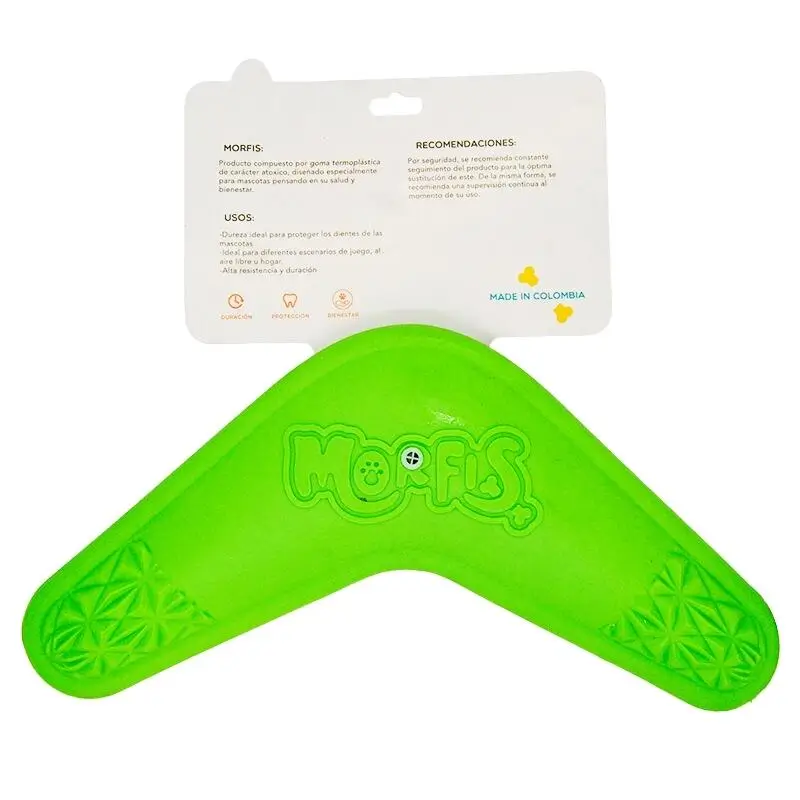 MORFIS:
Producto compuesto por goma termoplástica
de carácter atoxico, diseñado especialmente
para mascotas pensando en su salud y
bienestar.
USOS:
-Dureza ideal para proteger los dientes de las
mascotas
-Ideal para diferentes escenarios de juego, al
aire libre u hogar.
-Alta resistencia y duración
DURACIÓN
PROTECCIÓN
BIENESTAR
RECOMENDACIONES:
Por seguridad, se recomienda constante
seguimiento del producto para la óptima
sustitución de este. De la misma forma, se
recomienda una supervisión continua al
momento de su uso.
MADE IN COLOMBIA
MORFIS